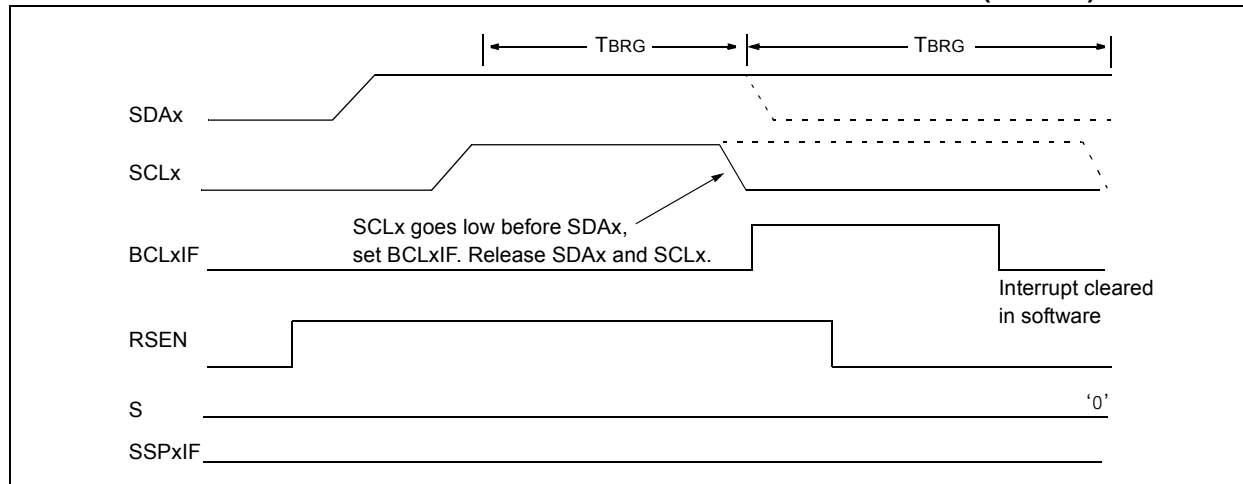 TBRG TBRG
SDAx
SCLx
SCLx goes low before SDAx,
set BCLxIF. Release SDAx and SCLx.
BCLxIF
Interrupt cleared
in software
RSEN
S
‘0’
SSPxIF